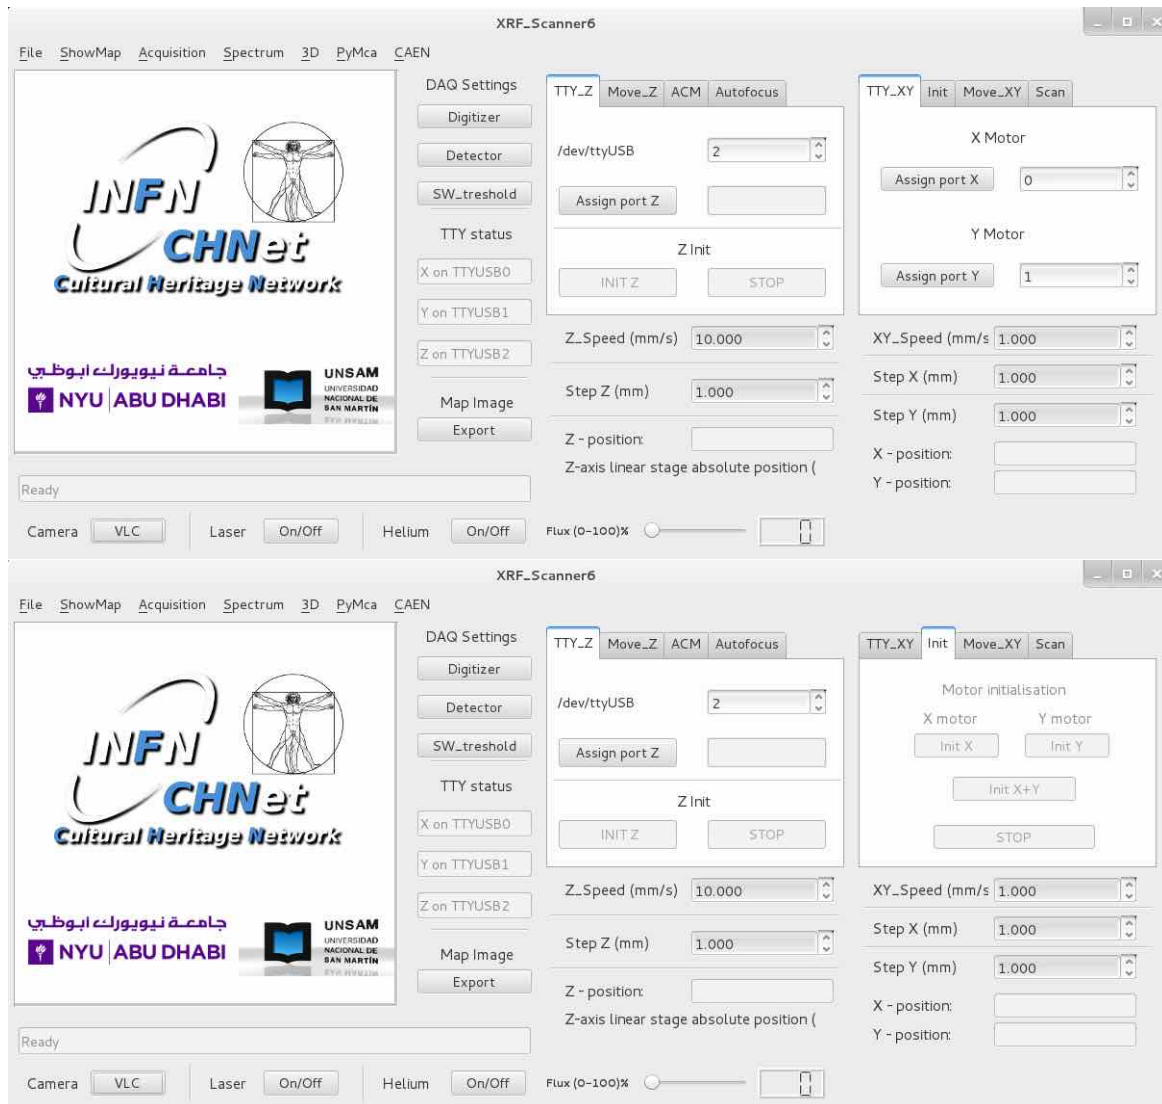 XRF_Scanner6
File ShowMap Acquisition Spectrum 3D PyMca CAEN
INFN
CHNet
Cultural Heritage Network
جامعة نيويورك ابوظبي
NYU ABU DHABI
UNSAM
UNIVERSIDAD
NACIONAL DE
SAN MARTÍN
DAQ Settings
Digitizer
Detector
SW_treshold
TTY status
X on TTYUSB0
Y on TTYUSB1
Z on TTYUSB2
Map Image
Export
TTY_Z Move_Z ACM Autofocus
/dev/ttyUSB 2
Assign port Z
Z Init
INIT Z STOP
Z_Speed (mm/s) 10.000
Step Z (mm) 1.000
Z - position:
Z-axis linear stage absolute position (
TTY_XY Init Move_XY Scan
X Motor
Assign port X 0
Y Motor
Assign port Y 1
XY_Speed (mm/s 1.000
Step X (mm) 1.000
Step Y (mm) 1.000
X - position:
Y - position:
Ready
Camera VLC Laser On/Off Helium On/Off Flux (0-100)% 0
XRF_Scanner6
File ShowMap Acquisition Spectrum 3D PyMca CAEN
INFN
CHNet
Cultural Heritage Network
جامعة نيويورك ابوظبي
NYU ABU DHABI
UNSAM
UNIVERSIDAD
NACIONAL DE
SAN MARTÍN
DAQ Settings
Digitizer
Detector
SW_treshold
TTY status
X on TTYUSB0
Y on TTYUSB1
Z on TTYUSB2
Map Image
Export
TTY_Z Move_Z ACM Autofocus
/dev/ttyUSB 2
Assign port Z
Z Init
INIT Z STOP
Z_Speed (mm/s) 10.000
Step Z (mm) 1.000
Z - position:
Z-axis linear stage absolute position (
TTY_XY Init Move_XY Scan
Motor initialisation
X motor Y motor
Init X Init Y
Init X+Y
STOP
XY_Speed (mm/s 1.000
Step X (mm) 1.000
Step Y (mm) 1.000
X - position:
Y - position:
Ready
Camera VLC Laser On/Off Helium On/Off Flux (0-100)% 0